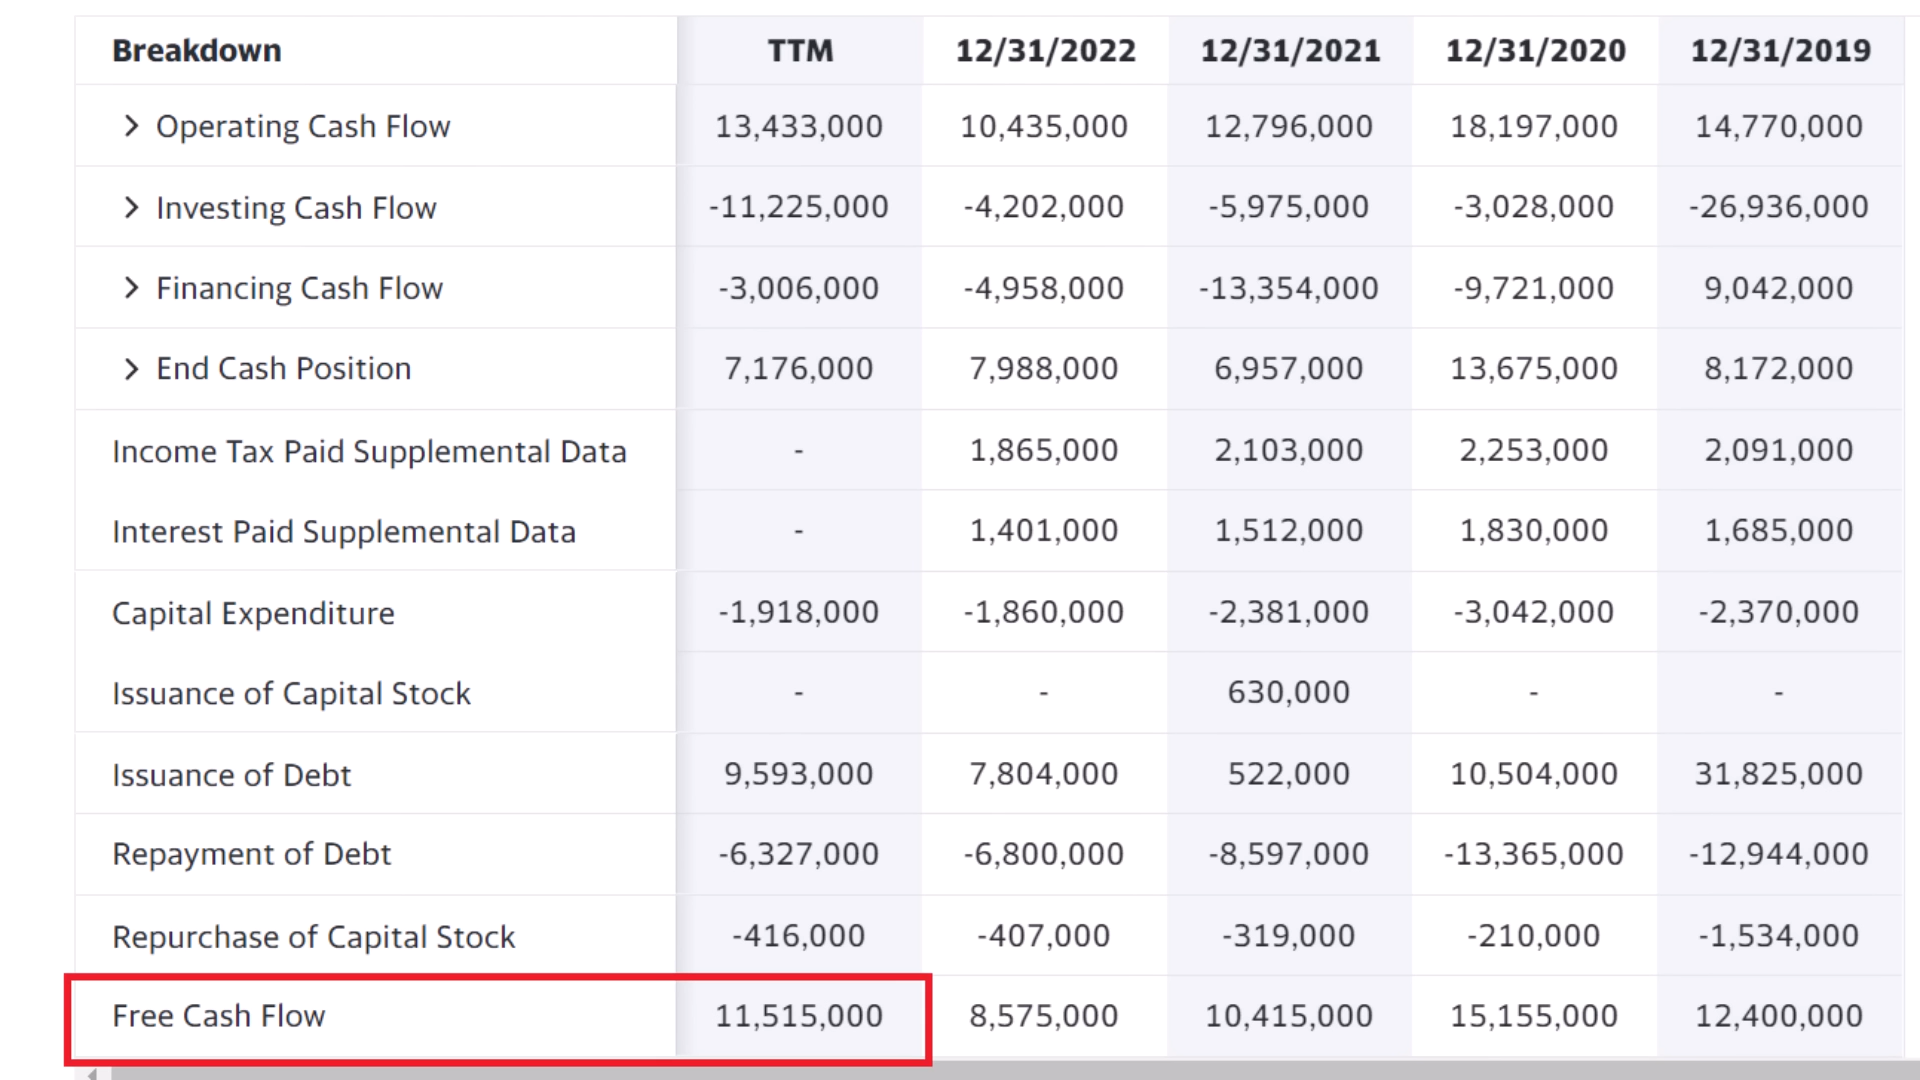 Breakdown TTM 12/31/2022 12/31/2021 12/31/2020 12/31/2019
Operating Cash Flow 13,433,000 10,435,000 12,796,000 18,197,000 14,770,000
Investing Cash Flow -11,225,000 -4,202,000 -5,975,000 -3,028,000 -26,936,000
Financing Cash Flow -3,006,000 -4,958,000 -13,354,000 -9,721,000 9,042,000
End Cash Position 7,176,000 7,988,000 6,957,000 13,675,000 8,172,000
Income Tax Paid Supplemental Data - 1,865,000 2,103,000 2,253,000 2,091,000
Interest Paid Supplemental Data - 1,401,000 1,512,000 1,830,000 1,685,000
Capital Expenditure -1,918,000 -1,860,000 -2,381,000 -3,042,000 -2,370,000
Issuance of Capital Stock - - 630,000 - -
Issuance of Debt 9,593,000 7,804,000 522,000 10,504,000 31,825,000
Repayment of Debt -6,327,000 -6,800,000 -8,597,000 -13,365,000 -12,944,000
Repurchase of Capital Stock -416,000 -407,000 -319,000 -210,000 -1,534,000
Free Cash Flow 11,515,000 8,575,000 10,415,000 15,155,000 12,400,000